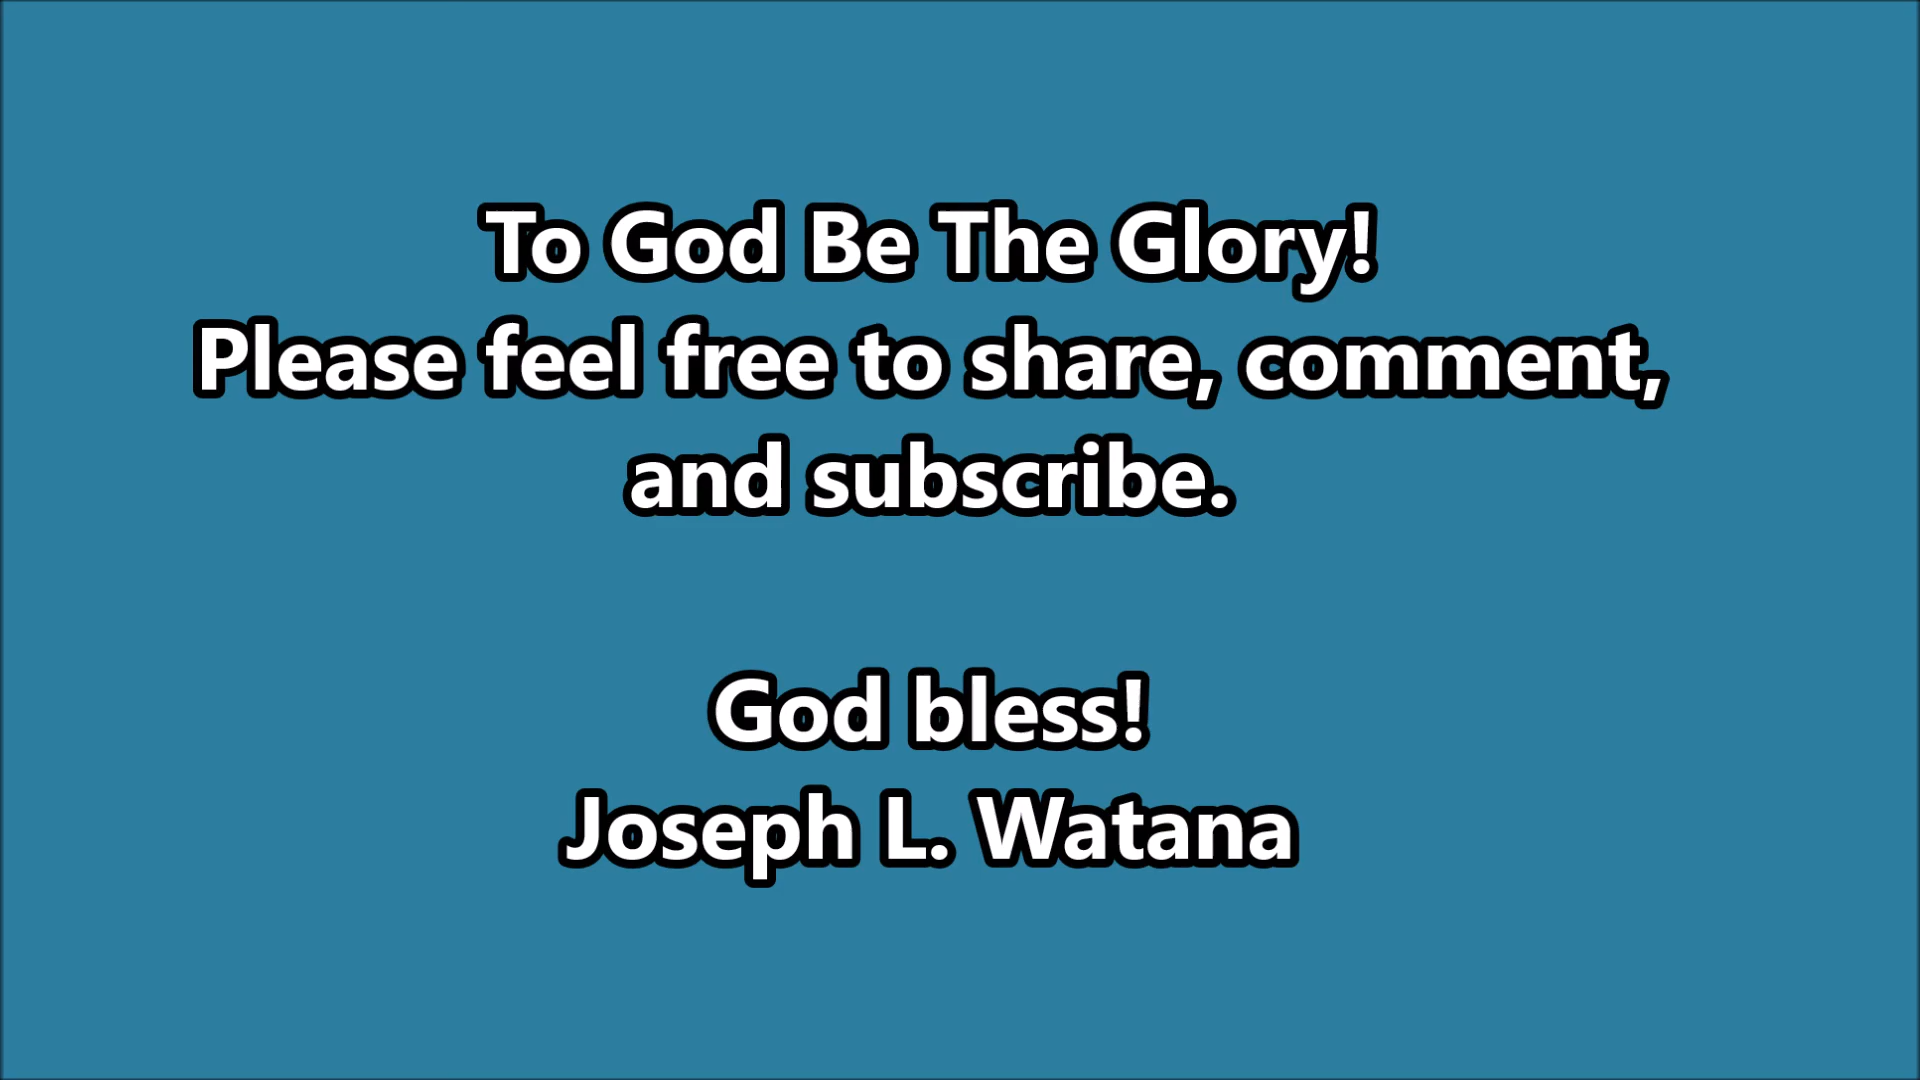 To God Be The Glory!
Please feel free to share, comment,
and subscribe.
God bless!
Joseph L. Watana